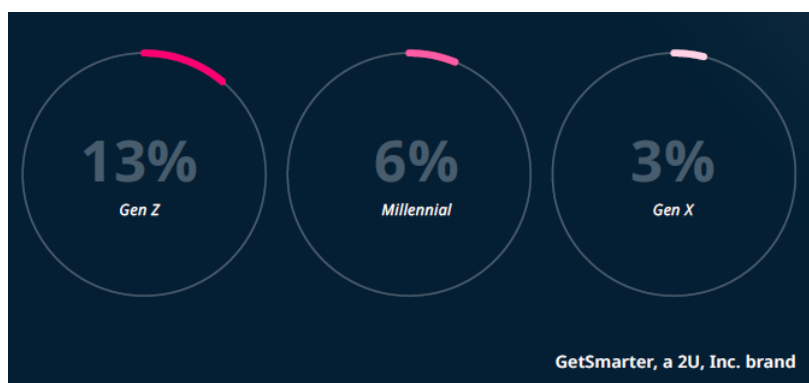 13% 6% 3%
Gen Z Millennial Gen X
GetSmarter, a 2U, Inc. brand